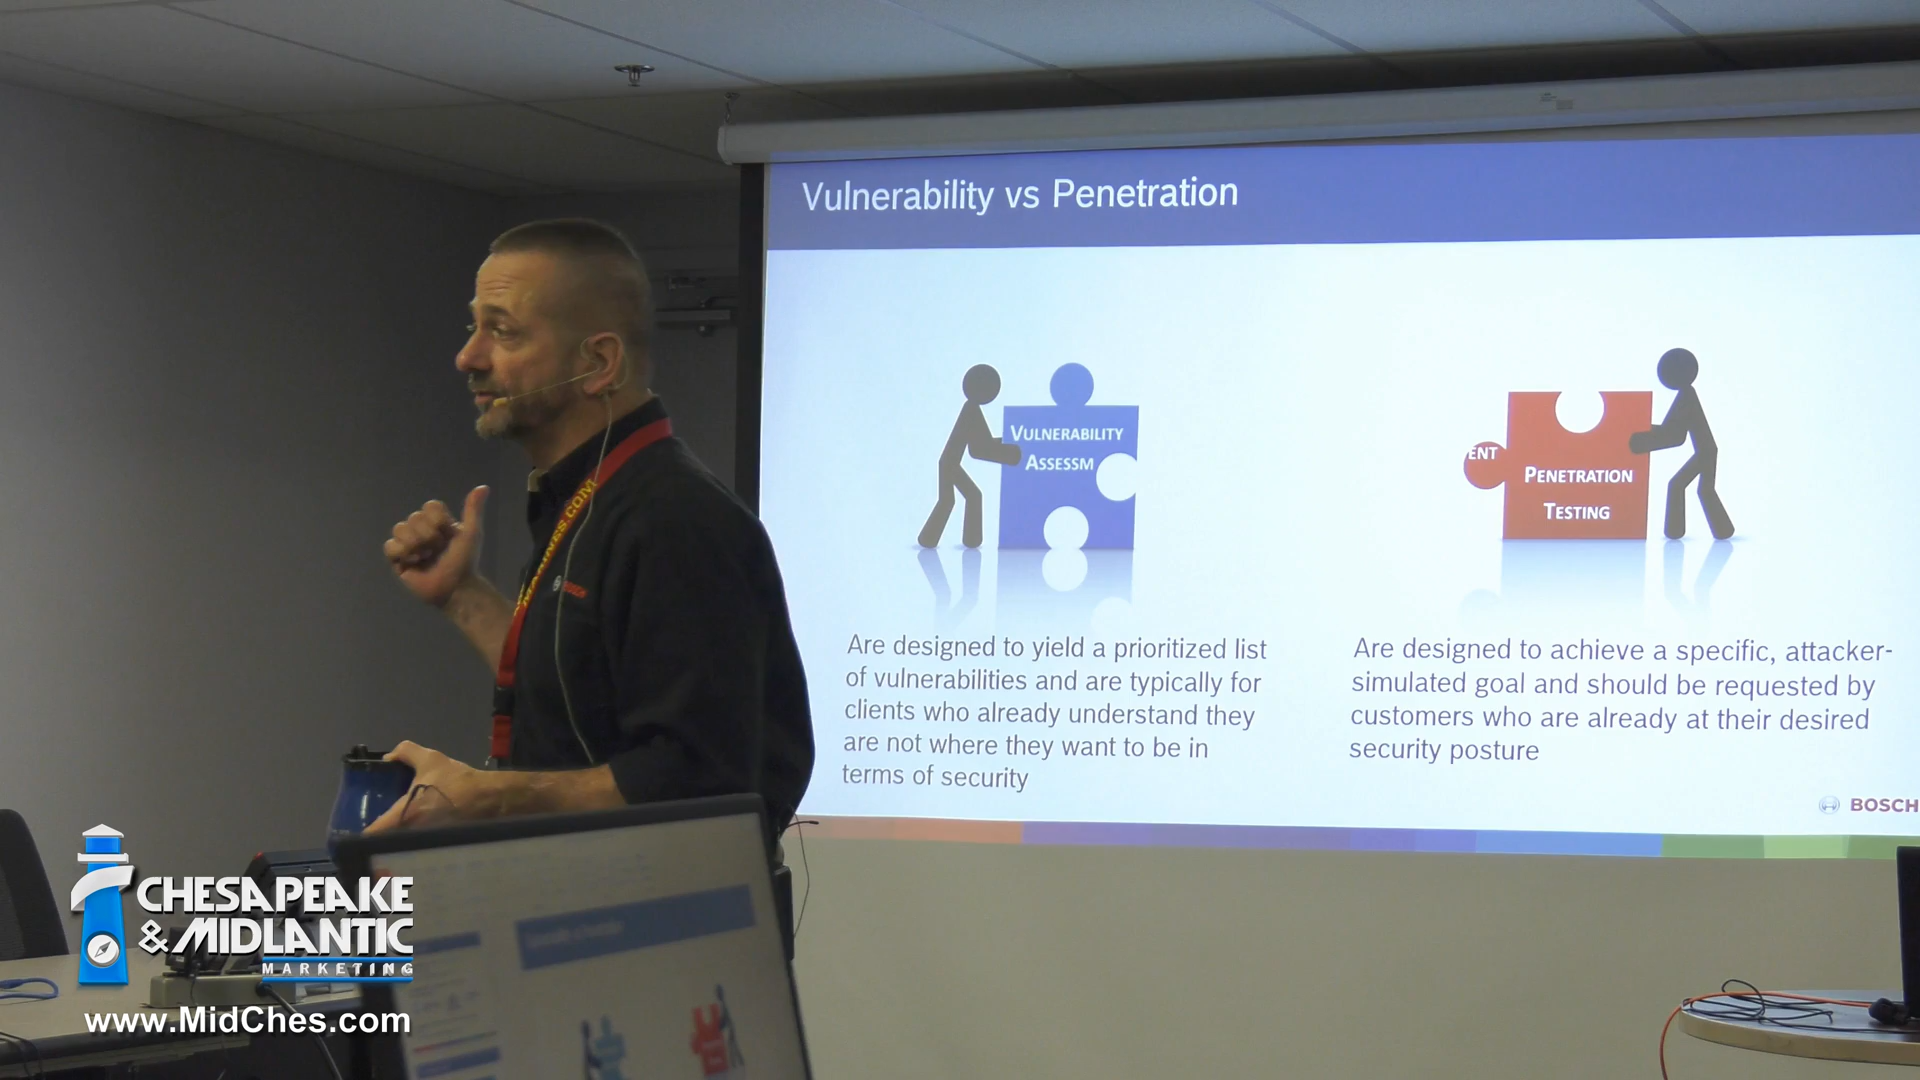 Vulnerability vs Penetration
VULNERABILITY
ASSESSM
ENT
PENETRATION
TESTING
Are designed to yield a prioritized list
of vulnerabilities and are typically for
clients who already understand they
are not where they want to be in
terms of security
Are designed to achieve a specific, attacker-
simulated goal and should be requested by
customers who are already at their desired
security posture
BOSCH
MARINES.COM
BOSCH
CHESAPEAKE
& MIDLANTIC
MARKETING
www.MidChes.com